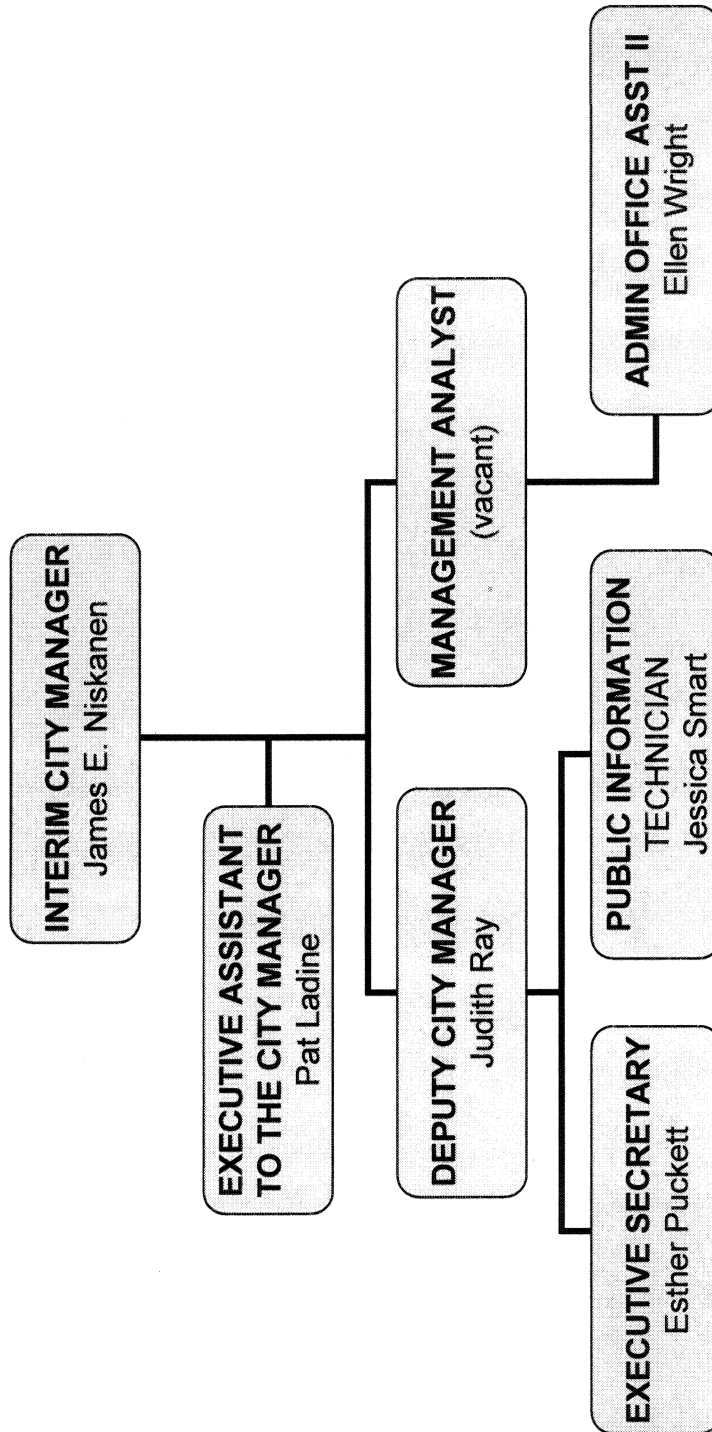 INTERIM CITY MANAGER
James E. Niskanen
EXECUTIVE ASSISTANT
TO THE CITY MANAGER
Pat Ladine
DEPUTY CITY MANAGER
Judith Ray
MANAGEMENT ANALYST
(vacant)
EXECUTIVE SECRETARY
Esther Puckett
PUBLIC INFORMATION
TECHNICIAN
Jessica Smart
ADMIN OFFICE ASST II
Ellen Wright